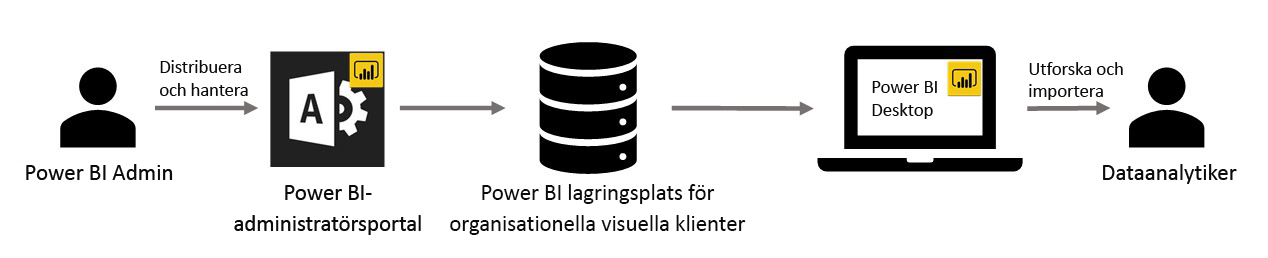 Distribuera
och hantera
Power BI Admin
A
Power BI-
administratörsportal
Power BI lagringsplats för
organisationella visuella klienter
Power BI
Desktop
Utforska och
importera
Dataanalytiker